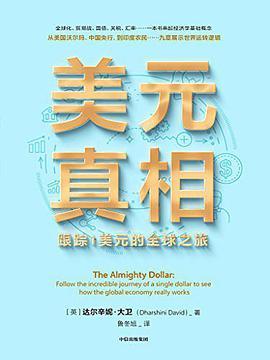 全球化、贸易战、国债、关税、汇率……一本书串起经济学基础概念
从美国沃尔玛、中国央行，到印度农民……九章展示世界运转逻辑
美元
真相
跟踪1美元的全球之旅
The Almighty Dollar:
Follow the incredible journey of a single dollar to see
how the global economy really works
［英］达尔辛妮·大卫（Dharshini David）著
鲁冬旭 译
中信出版集团